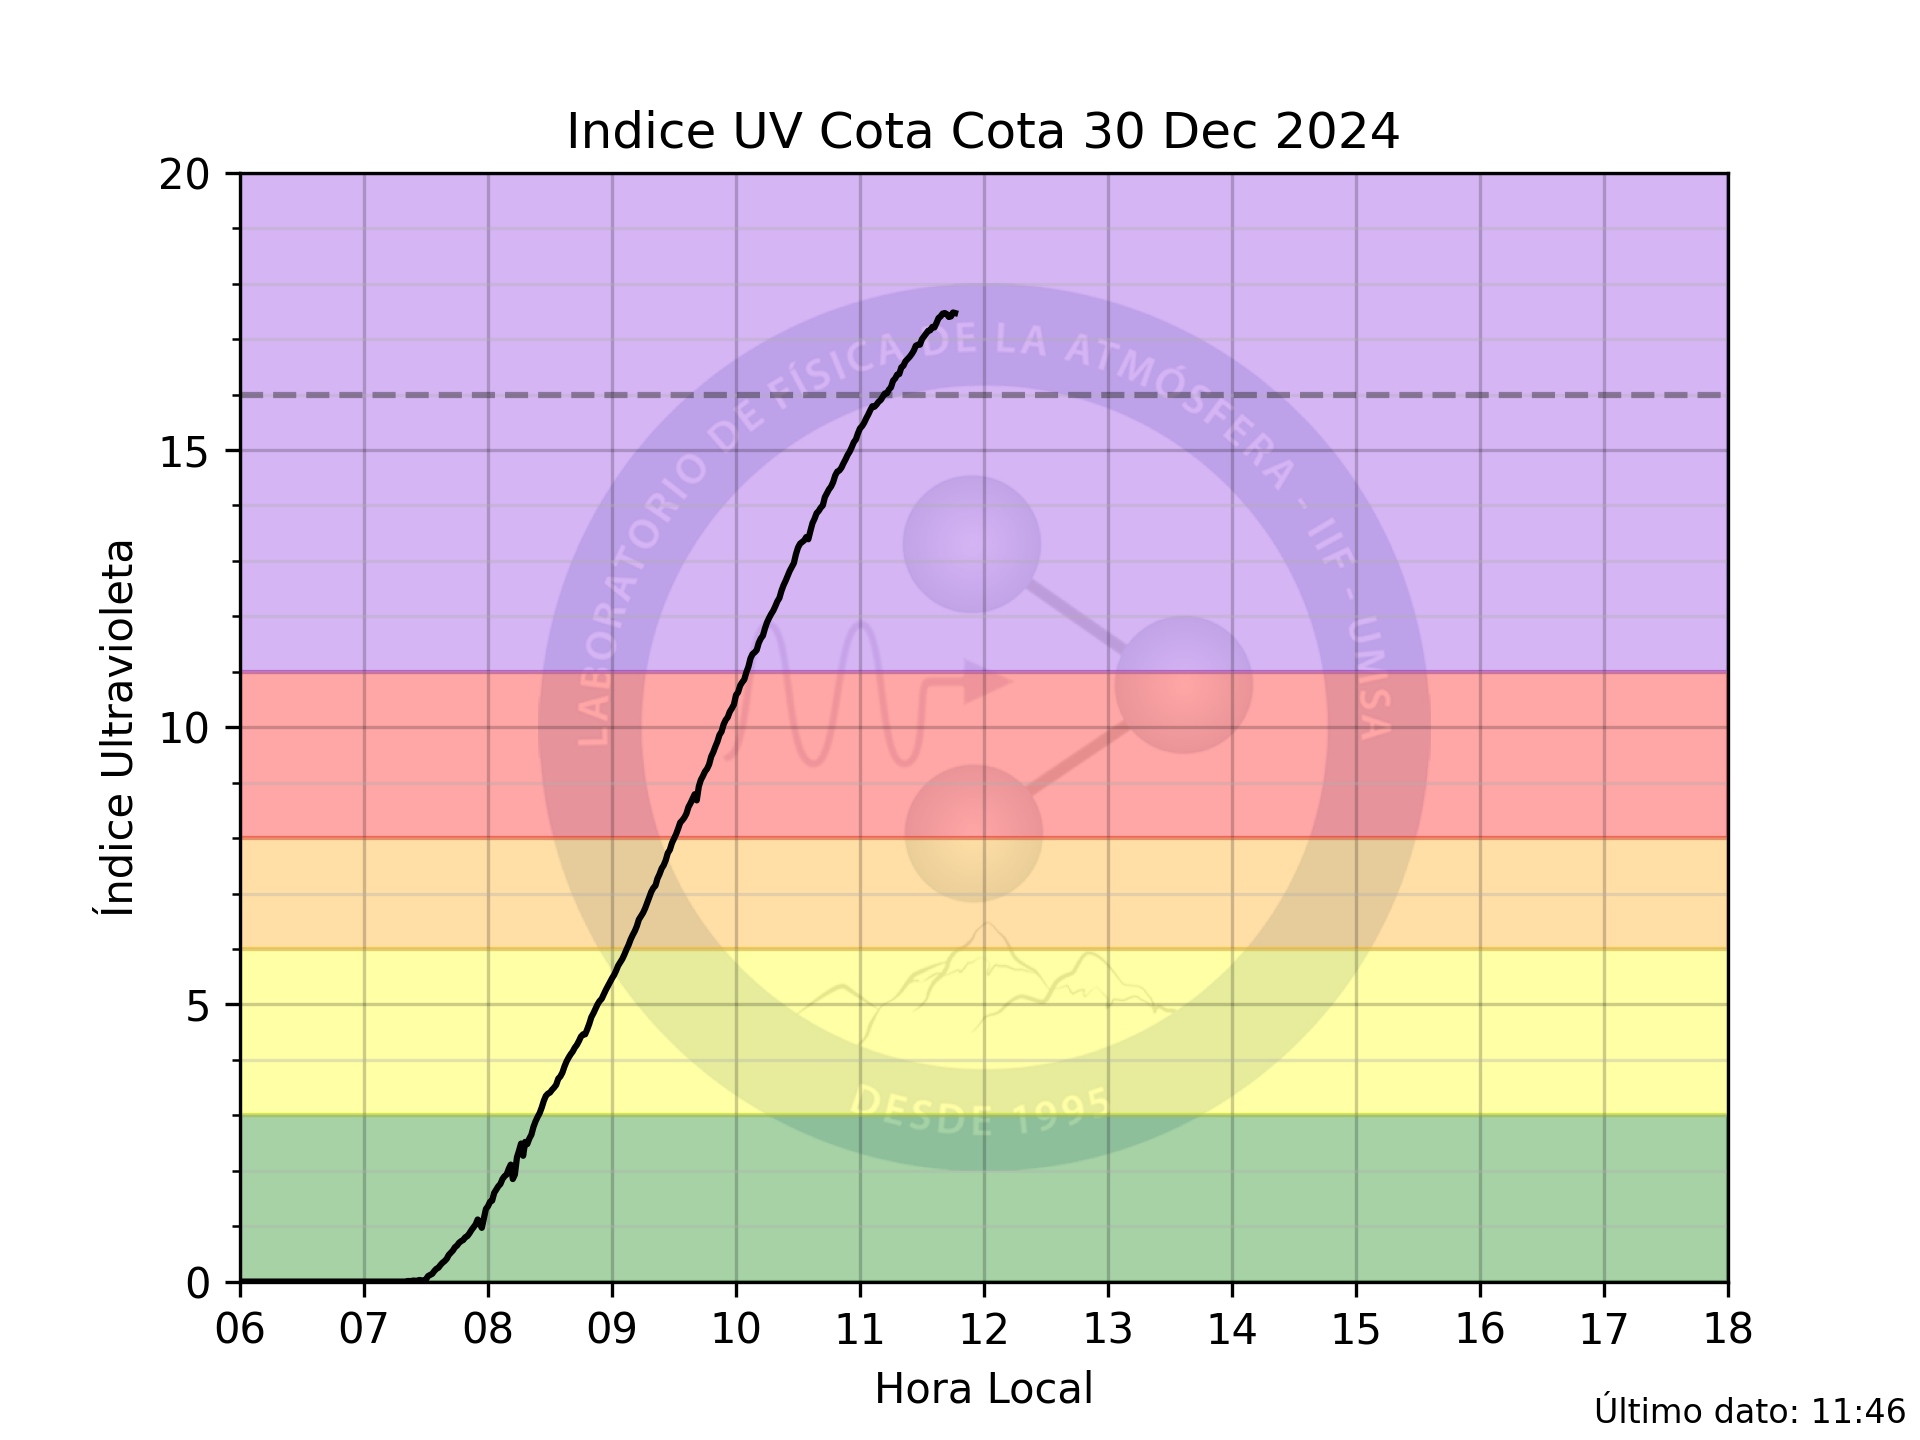 Indice UV Cota Cota 30 Dec 2024
20
15
10
5
0
Índice Ultravioleta
LABORATORIO DE FÍSICA DE LA ATMÓSFERA - IIF - UMSA
DESDE 1995
06 07 08 09 10 11 12 13 14 15 16 17 18
Hora Local
Último dato: 11:46